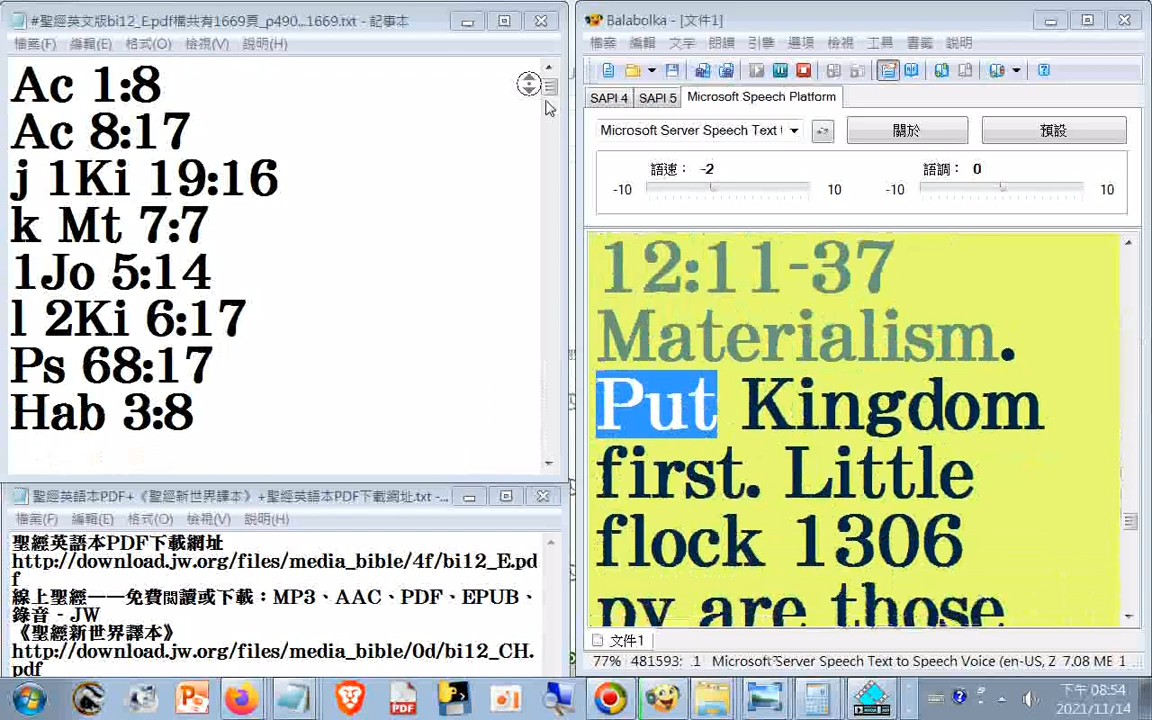 #聖經英文版bi12_E.pdf檔共有1669頁_p490...1669.txt - 記事本
檔案(F) 編輯(E) 格式(O) 檢視(V) 說明(H)
Ac 1:8
Ac 8:17
j 1Ki 19:16
k Mt 7:7
1Jo 5:14
l 2Ki 6:17
Ps 68:17
Hab 3:8
聖經英語本PDF+《聖經新世界譯本》+聖經英語本PDF下載網址.txt -...
檔案(F) 編輯(E) 格式(O) 檢視(V) 說明(H)
聖經英語本PDF下載網址
http://download.jw.org/files/media_bible/4f/bi12_E.pd
f
線上聖經——免費閱讀或下載：MP3、AAC、PDF、EPUB、
錄音 - JW
《聖經新世界譯本》
http://download.jw.org/files/media_bible/0d/bi12_CH.
pdf
Balabolka - [文件1]
檔案 編輯 文字 朗讀 引擎 選項 檢視 工具 書籤 說明
SAPI 4 SAPI 5 Microsoft Speech Platform
Microsoft Server Speech Text 關於 預設
語速： -2 語調： 0
-10 10 -10 10
12:11-37
Materialism.
Put Kingdom
first. Little
flock 1306
py are those
文件1
77% 481593: 1 Microsoft Server Speech Text to Speech Voice (en-US, Z 7.08 ME 1
PDF
下午 08:54
2021/11/14